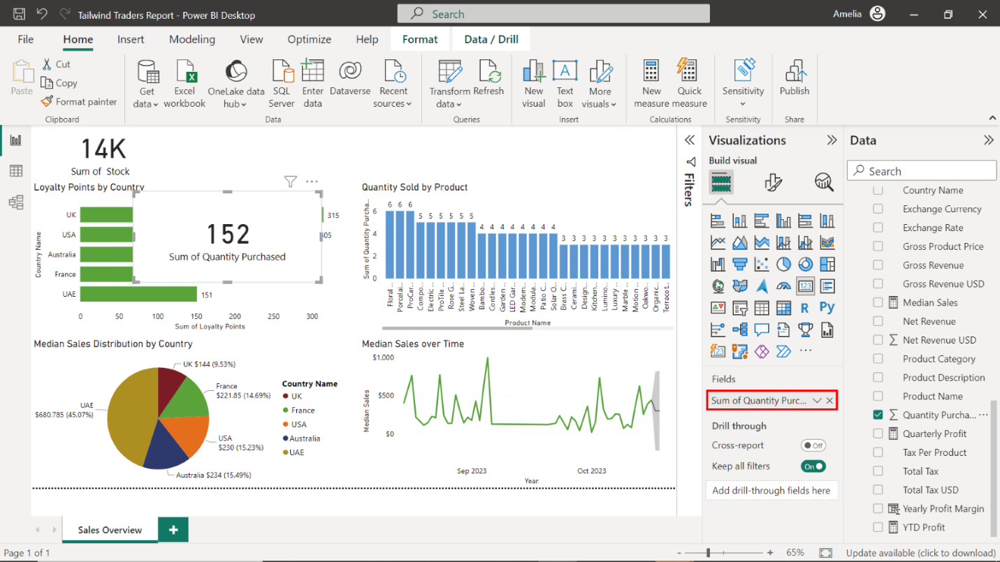 Tailwind Traders Report - Power BI Desktop
Search
Amelia
File Home Insert Modeling View Optimize Help Format Data / Drill
Paste
Cut
Copy
Format painter
Clipboard
Get data
Excel workbook
OneLake data hub
SQL Server
Enter data
Dataverse
Recent sources
Data
Transform data
Refresh
Queries
New visual
Text box
More visuals
Insert
New measure
Quick measure
Calculations
Sensitivity
Sensitivity
Publish
Share
14K
Sum of Stock
Loyalty Points by Country
Country Name
UK
USA
Australia
France
UAE
315
151
0 50 100 150 200 250 300
Sum of Loyalty Points
152
Sum of Quantity Purchased
Quantity Sold by Product
Sum of Quantity Purcha...
6
4
2
0
6 6 6 5 5 5 5 5 5 4 4 4 4 4 4 4 4 3 3 3 3 3 3 3 3 3 3 3
Floral ...
Porcelai...
ProCar...
Compo...
Electric...
ProTile ...
Rose G...
Steel La...
Woven ...
Bambo...
Cordles...
Garden ...
LED Gar...
Modern...
Modula...
Patio C...
Solar O...
Brass C...
Cerami...
Design...
Kitchen...
Lumino...
Luxury ...
Marble ...
Motion ...
Oakwo...
Organic...
Terracot...
Product Name
Median Sales Distribution by Country
UK $144 (9.53%)
France
$221.85 (14.69%)
USA
$230 (15.23%)
Australia $234 (15.49%)
UAE
$680.785 (45.07%)
Country Name
UK
France
USA
Australia
UAE
Median Sales over Time
Median Sales
$1,000
$500
$0
Sep 2023 Oct 2023
Year
Filters
Visualizations
Build visual
123
R
Py
123
Fields
Sum of Quantity Purc...
Drill through
Cross-report
Off
Keep all filters
On
Add drill-through fields here
Data
Search
Country Name
Exchange Currency
Exchange Rate
Gross Product Price
Gross Revenue
Gross Revenue USD
Median Sales
Net Revenue
Net Revenue USD
Product Category
Product Description
Product Name
Quantity Purcha...
Quarterly Profit
Tax Per Product
Total Tax
Total Tax USD
Yearly Profit Margin
YTD Profit
Sales Overview
Page 1 of 1
65%
Update available (click to download)